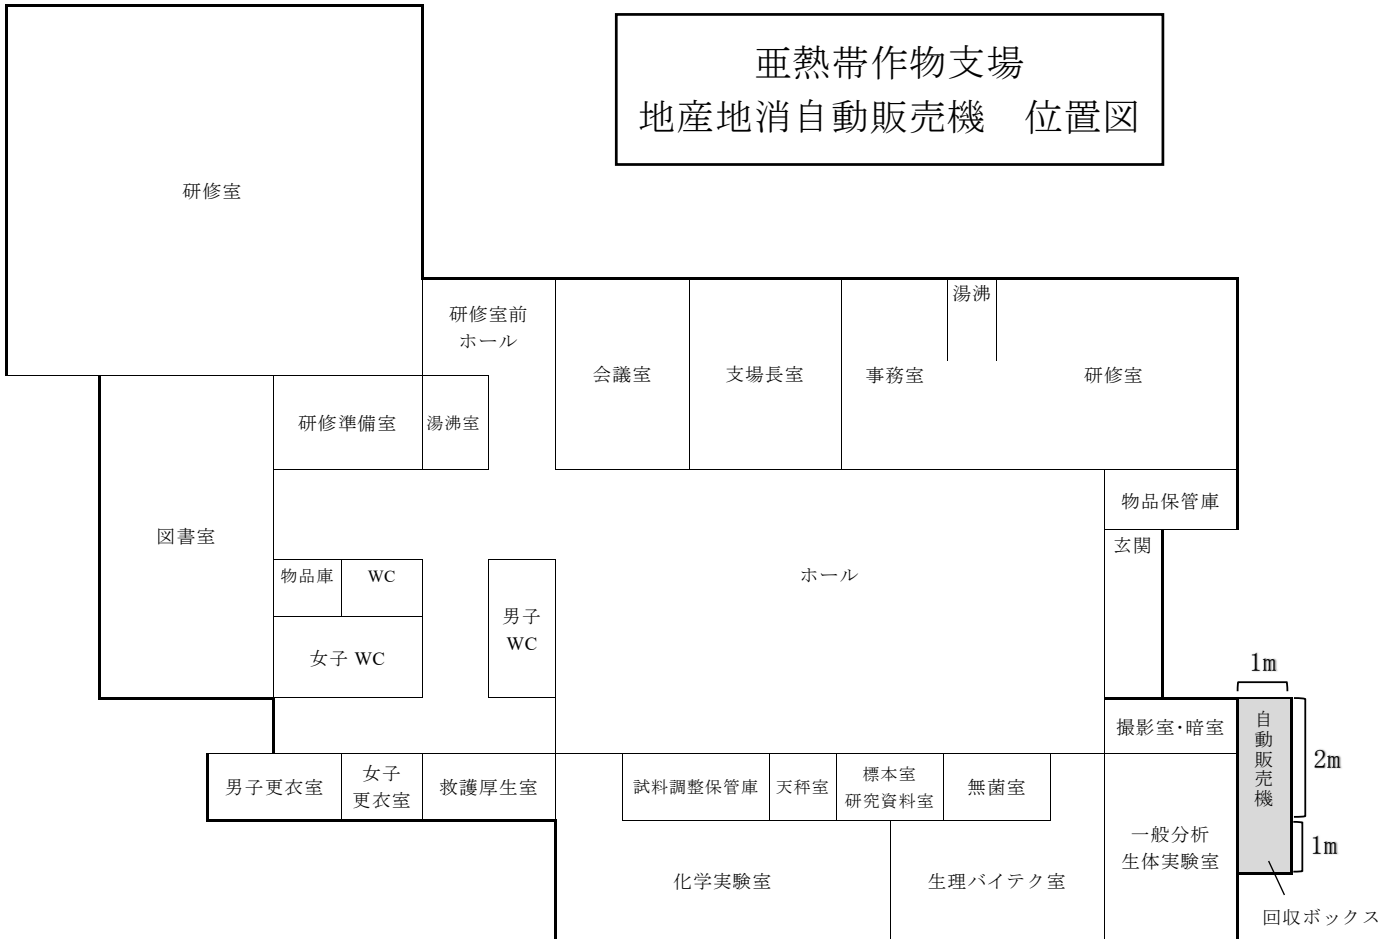 亜熱帯作物支場
地産地消自動販売機　位置図
研修室
研修室前
ホール
会議室
支場長室
事務室
湯沸
研修室
研修準備室
湯沸室
物品保管庫
玄関
図書室
物品庫
WC
女子 WC
男子
WC
ホール
1m
撮影室・暗室
自動販売機
2m
1m
男子更衣室
女子
更衣室
救護厚生室
試料調整保管庫
天秤室
標本室
研究資料室
無菌室
一般分析
生体実験室
化学実験室
生理バイテク室
回収ボックス